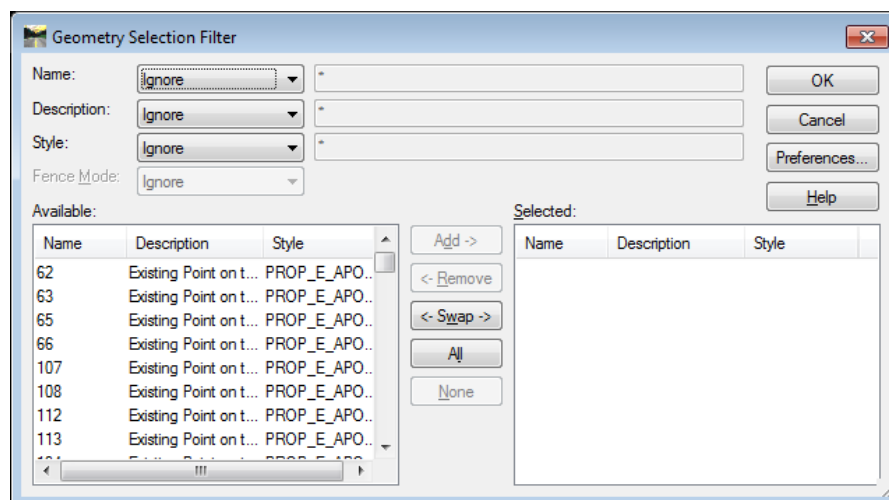 Geometry Selection Filter
Name: Ignore *
OK
Description: Ignore *
Cancel
Style: Ignore *
Preferences...
Fence Mode: Ignore
Help
Available:
Selected:
Name Description Style
Add ->
Name Description Style
62 Existing Point on t... PROP_E_APO...
<- Remove
63 Existing Point on t... PROP_E_APO...
65 Existing Point on t... PROP_E_APO...
<- Swap ->
66 Existing Point on t... PROP_E_APO...
All
107 Existing Point on t... PROP_E_APO...
108 Existing Point on t... PROP_E_APO...
None
112 Existing Point on t... PROP_E_APO...
113 Existing Point on t... PROP_E_APO...